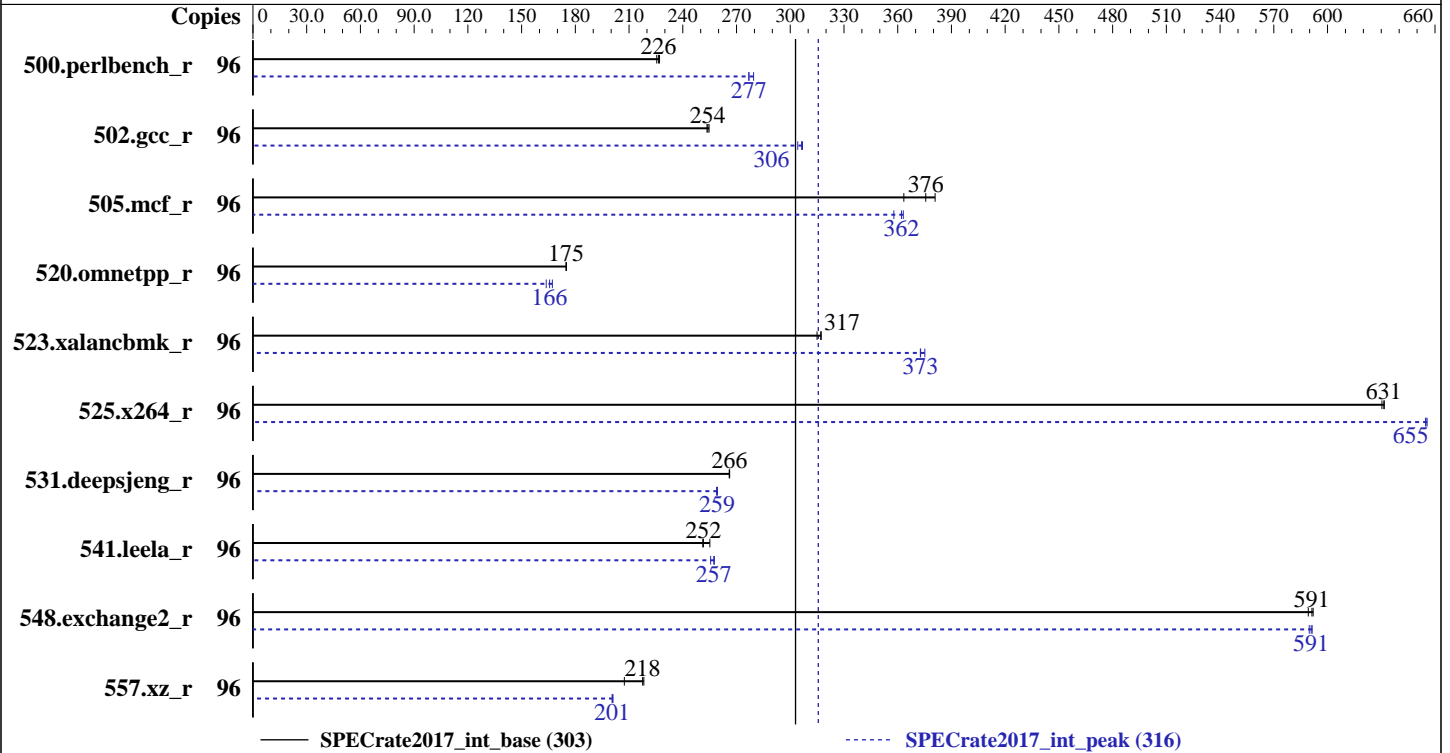 Copies 0 30.0 60.0 90.0 120 150 180 210 240 270 300 330 360 390 420 450 480 510 540 570 600 660
226
500.perlbench_r 96
277
254
502.gcc_r 96
306
376
505.mcf_r 96
362
175
520.omnetpp_r 96
166
317
523.xalancbmk_r 96
373
631
525.x264_r 96
655
266
531.deepsjeng_r 96
259
252
541.leela_r 96
257
591
548.exchange2_r 96
591
218
557.xz_r 96
201
SPECrate2017_int_base (303) SPECrate2017_int_peak (316)